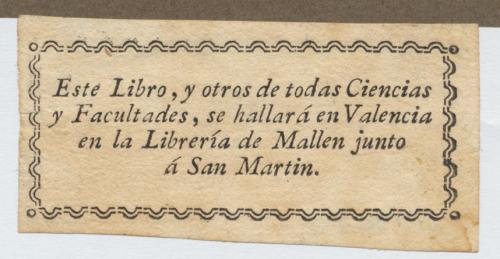 Este Libro, y otros de todas Ciencias
y Facultades, se hallará en Valencia
en la Librería de Mallen junto
á San Martin.